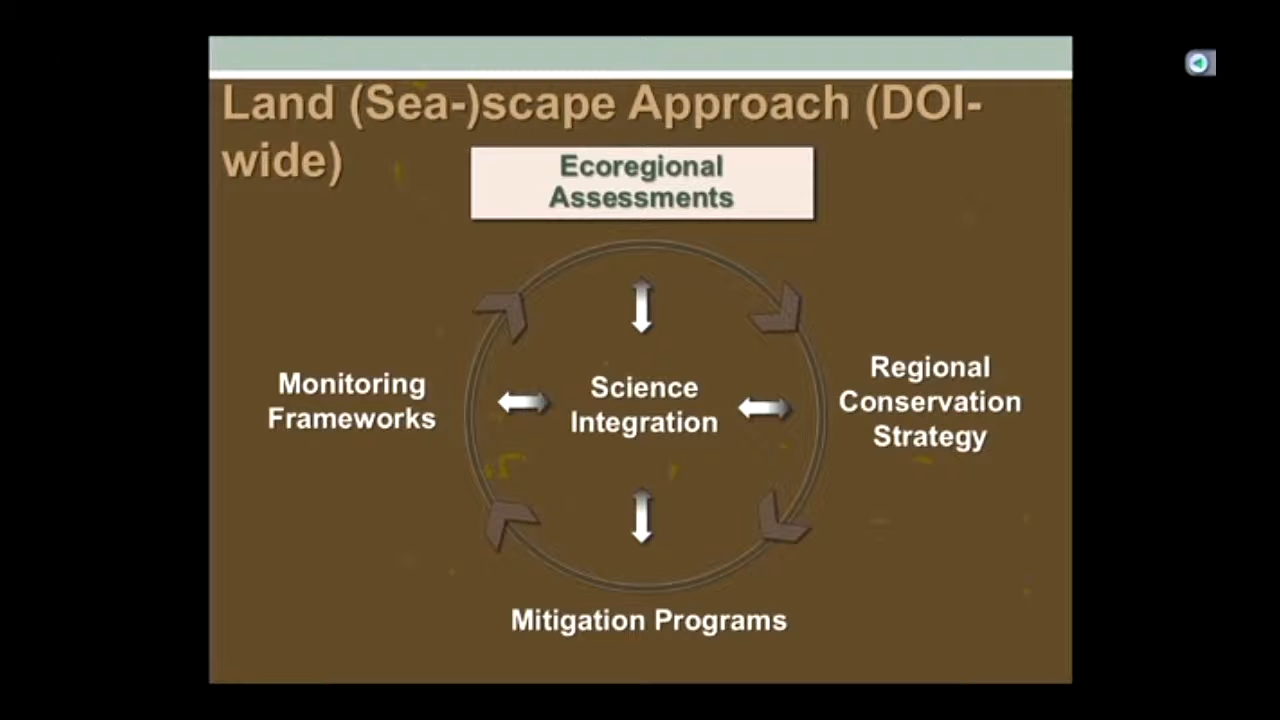 Land (Sea-)scape Approach (DOI-
wide)
Ecoregional
Assessments
Monitoring
Frameworks
Science
Integration
Regional
Conservation
Strategy
Mitigation Programs